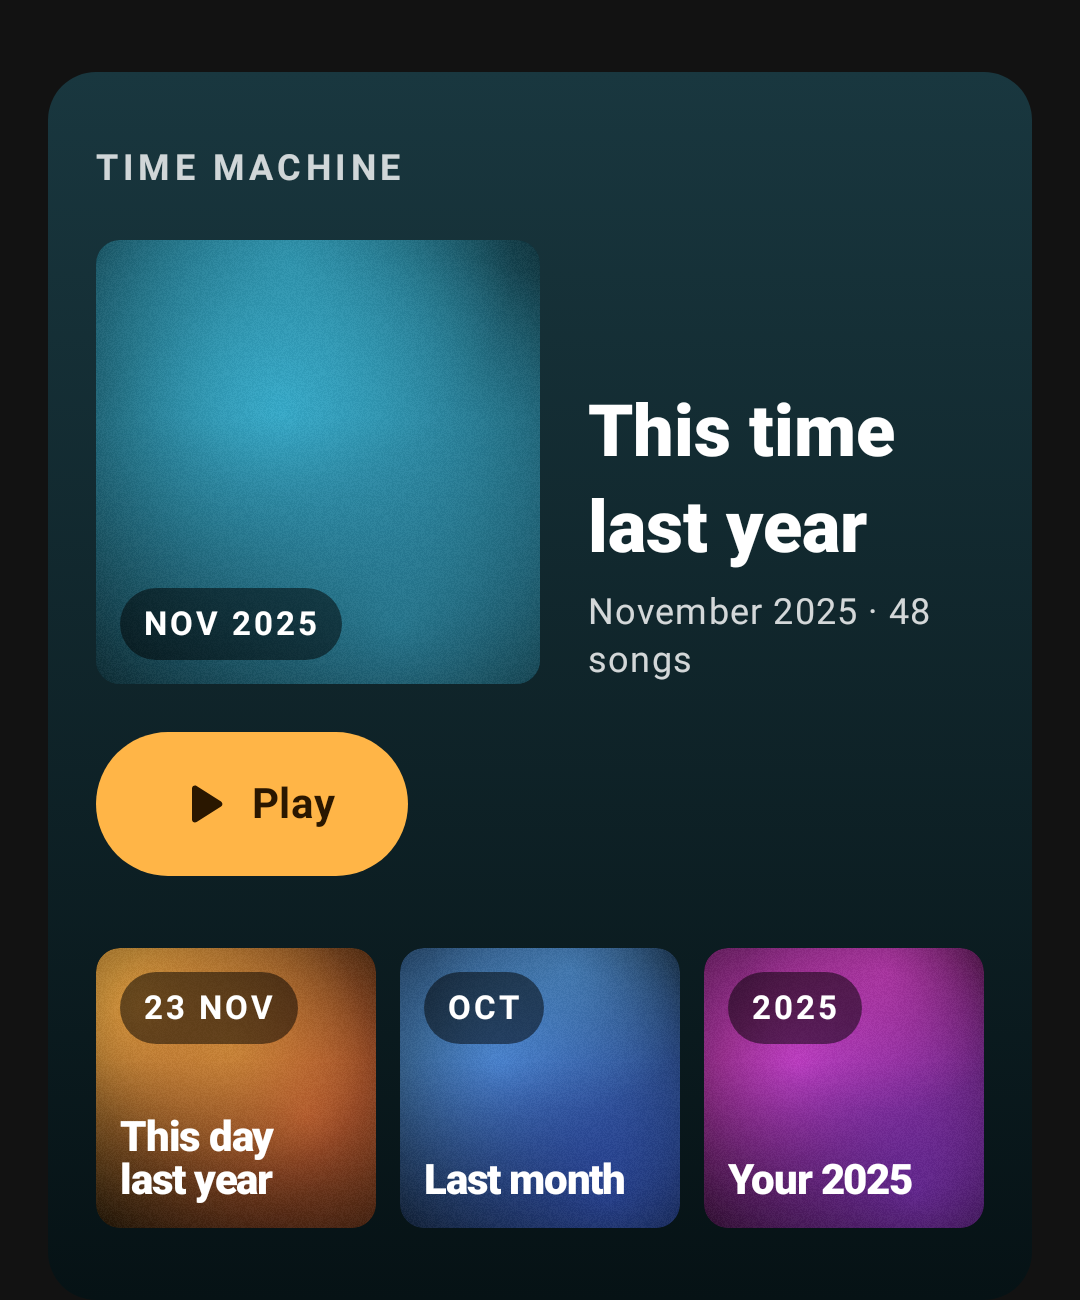 TIME MACHINE
NOV 2025
This time
last year
November 2025 · 48
songs
Play
23 NOV
This day
last year
OCT
Last month
2025
Your 2025